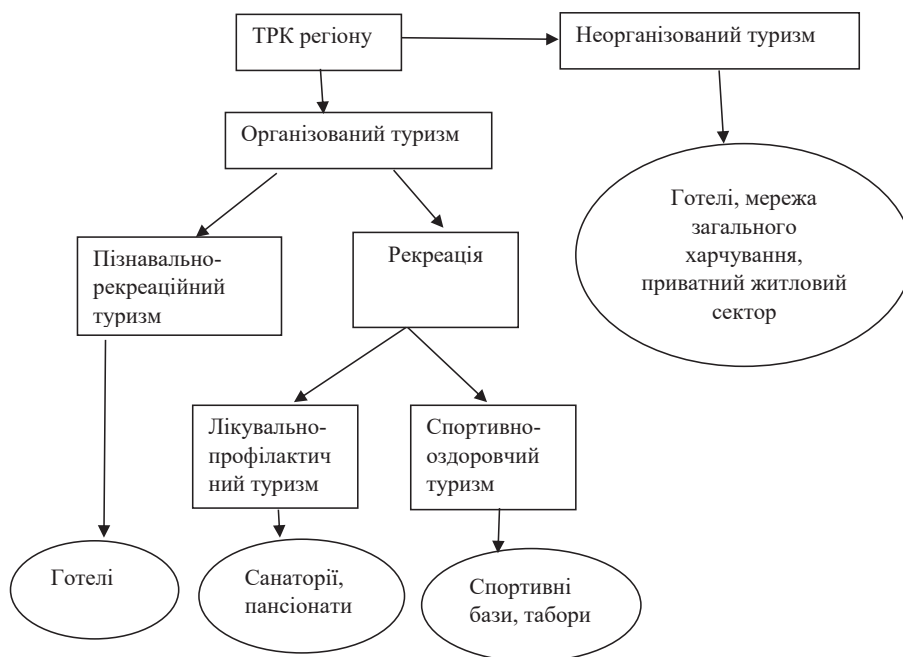 ТРК регіону
Неорганізований туризм
Організований туризм
Готелі, мережа
загального
харчування,
приватний житловий
сектор
Пізнавально-
рекреаційний
туризм
Рекреація
Лікувально-
профілактич
ний туризм
Спортивно-
оздоровчий
туризм
Готелі
Санаторії,
пансіонати
Спортивні
бази, табори